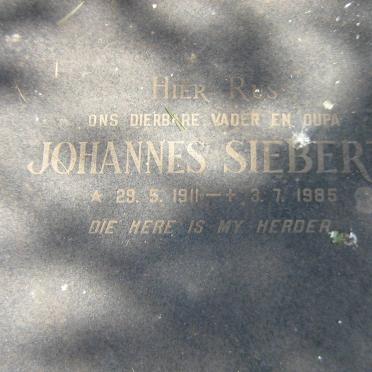 HIER RUS
ONS DIERBARE VADER EN OUPA
JOHANNES SIEBERT
* 29. 5. 1911 — + 3. 7. 1985
DIE HERE IS MY HERDER